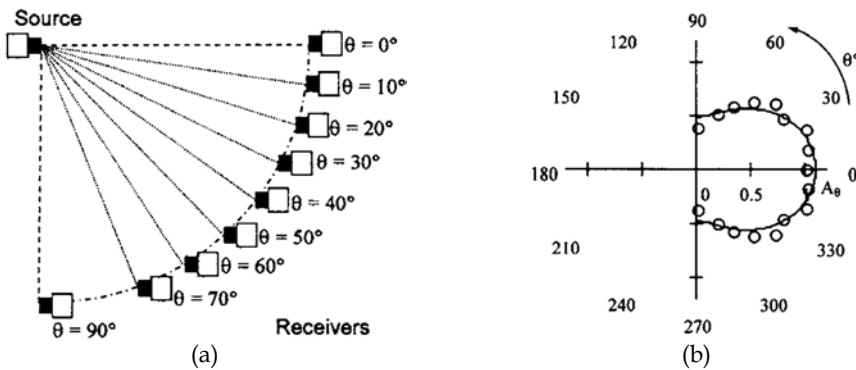 Source
θ = 0°
θ = 10°
θ = 20°
θ = 30°
θ = 40°
θ = 50°
θ = 60°
θ = 70°
θ = 90°
Receivers
(a)
90
120
60
θ°
150
30
180
0
0.5
A_θ
0
210
330
240
300
270
(b)